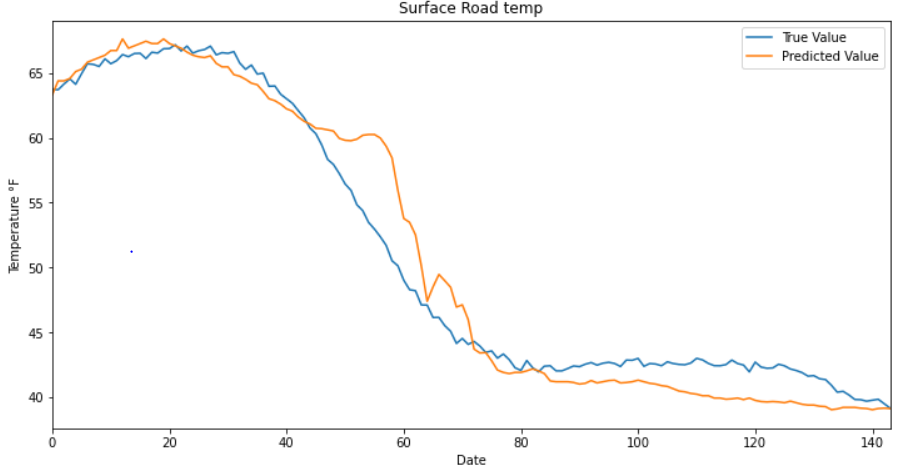 Surface Road temp
True Value
Predicted Value
Temperature °F
65
60
55
50
45
40
0 20 40 60 80 100 120 140
Date